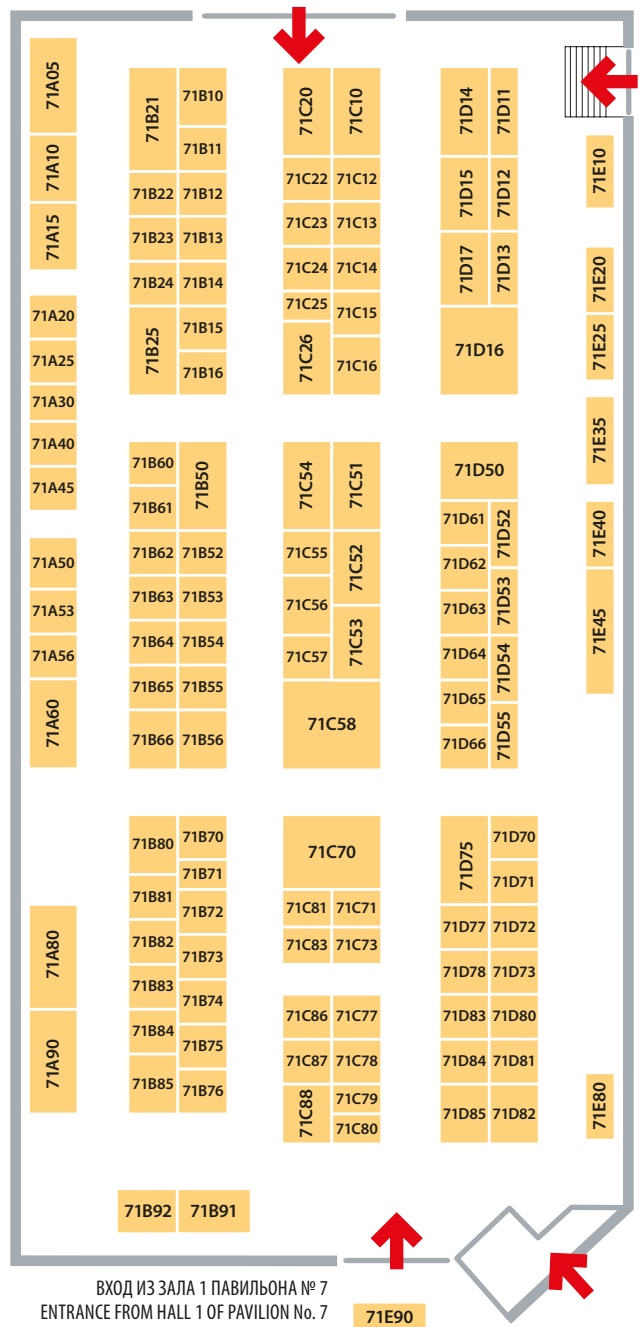 71A05
71A10
71A15
71A20
71A25
71A30
71A40
71A45
71A50
71A53
71A56
71A60
71A80
71A90
71B21
71B22
71B23
71B24
71B25
71B10
71B11
71B12
71B13
71B14
71B15
71B16
71B60
71B61
71B62
71B63
71B64
71B65
71B66
71B50
71B52
71B53
71B54
71B55
71B56
71B80
71B81
71B82
71B83
71B84
71B85
71B70
71B71
71B72
71B73
71B74
71B75
71B76
71B92
71B91
71C20
71C22
71C23
71C24
71C25
71C26
71C10
71C12
71C13
71C14
71C15
71C16
71C54
71C55
71C56
71C57
71C51
71C52
71C53
71C58
71C70
71C81
71C71
71C83
71C73
71C86
71C77
71C87
71C78
71C88
71C79
71C80
71D14
71D15
71D17
71D11
71D12
71D13
71D16
71D50
71D61
71D62
71D63
71D64
71D65
71D66
71D52
71D53
71D54
71D55
71D75
71D77
71D78
71D83
71D84
71D85
71D70
71D71
71D72
71D73
71D80
71D81
71D82
71E10
71E20
71E25
71E35
71E40
71E45
71E80
ВХОД ИЗ ЗАЛА 1 ПАВИЛЬОНА № 7
ENTRANCE FROM HALL 1 OF PAVILION No. 7
71E90